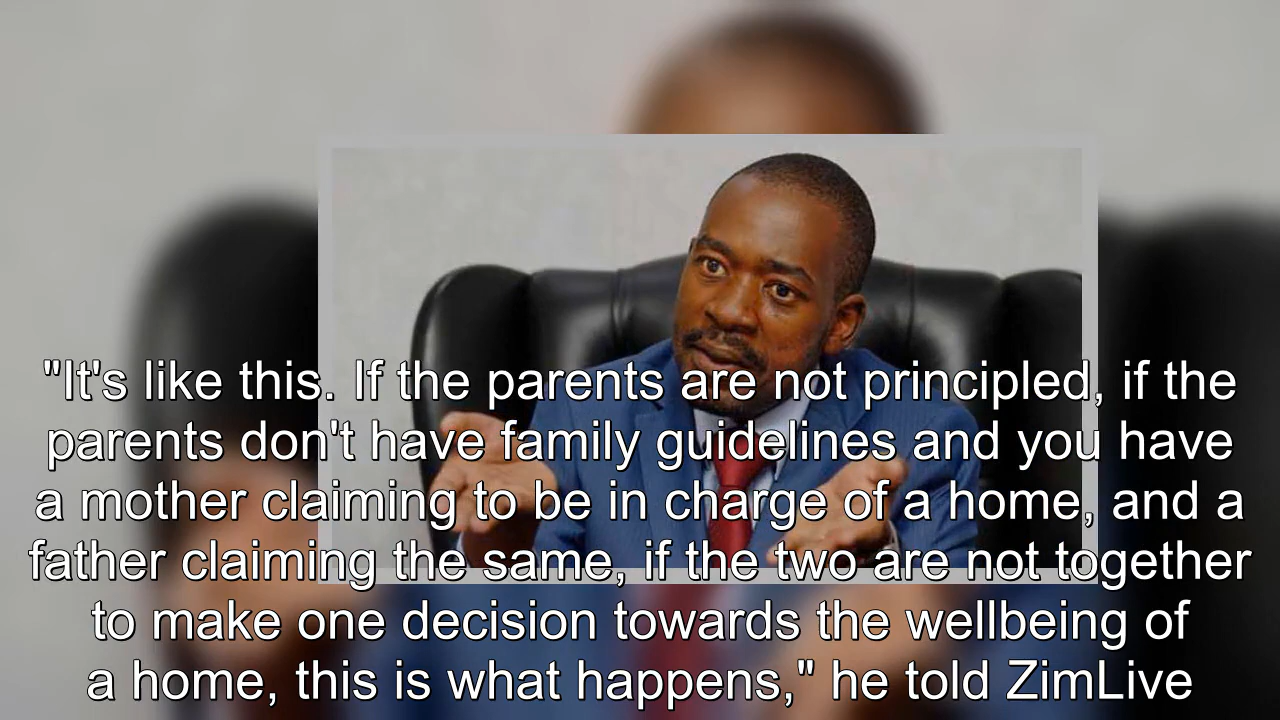 "It's like this. If the parents are not principled, if the
parents don't have family guidelines and you have
a mother claiming to be in charge of a home, and a
father claiming the same, if the two are not together
to make one decision towards the wellbeing of
a home, this is what happens," he told ZimLive